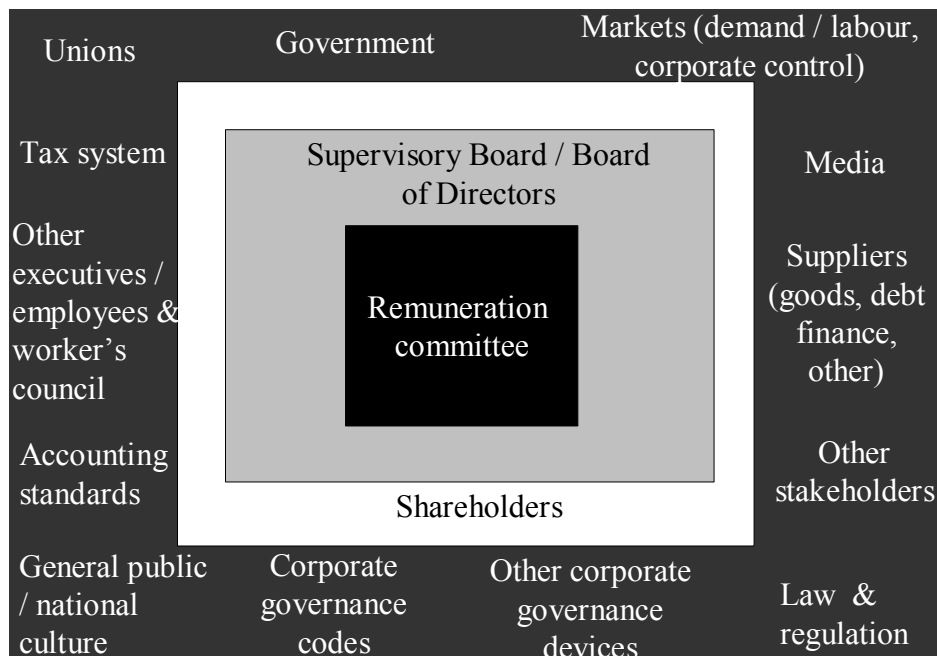 Unions
Government
Markets (demand / labour,
corporate control)
Tax system
Supervisory Board / Board
of Directors
Media
Other
executives /
employees &
worker's
council
Remuneration
committee
Suppliers
(goods, debt
finance,
other)
Accounting
standards
Other
stakeholders
Shareholders
General public
/ national
culture
Corporate
governance
codes
Other corporate
governance
devices
Law &
regulation